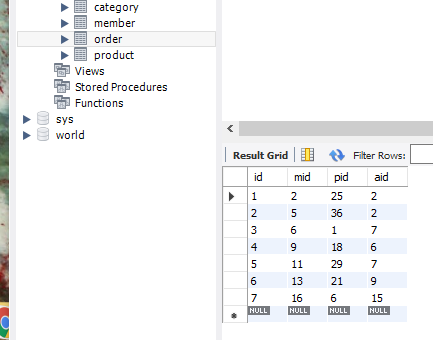 category
member
order
product
Views
Stored Procedures
Functions
sys
world
Result Grid Filter Rows:
id mid pid aid
1 2 25 2
2 5 36 2
3 6 1 7
4 9 18 6
5 11 29 7
6 13 21 9
7 16 6 15
NULL NULL NULL NULL